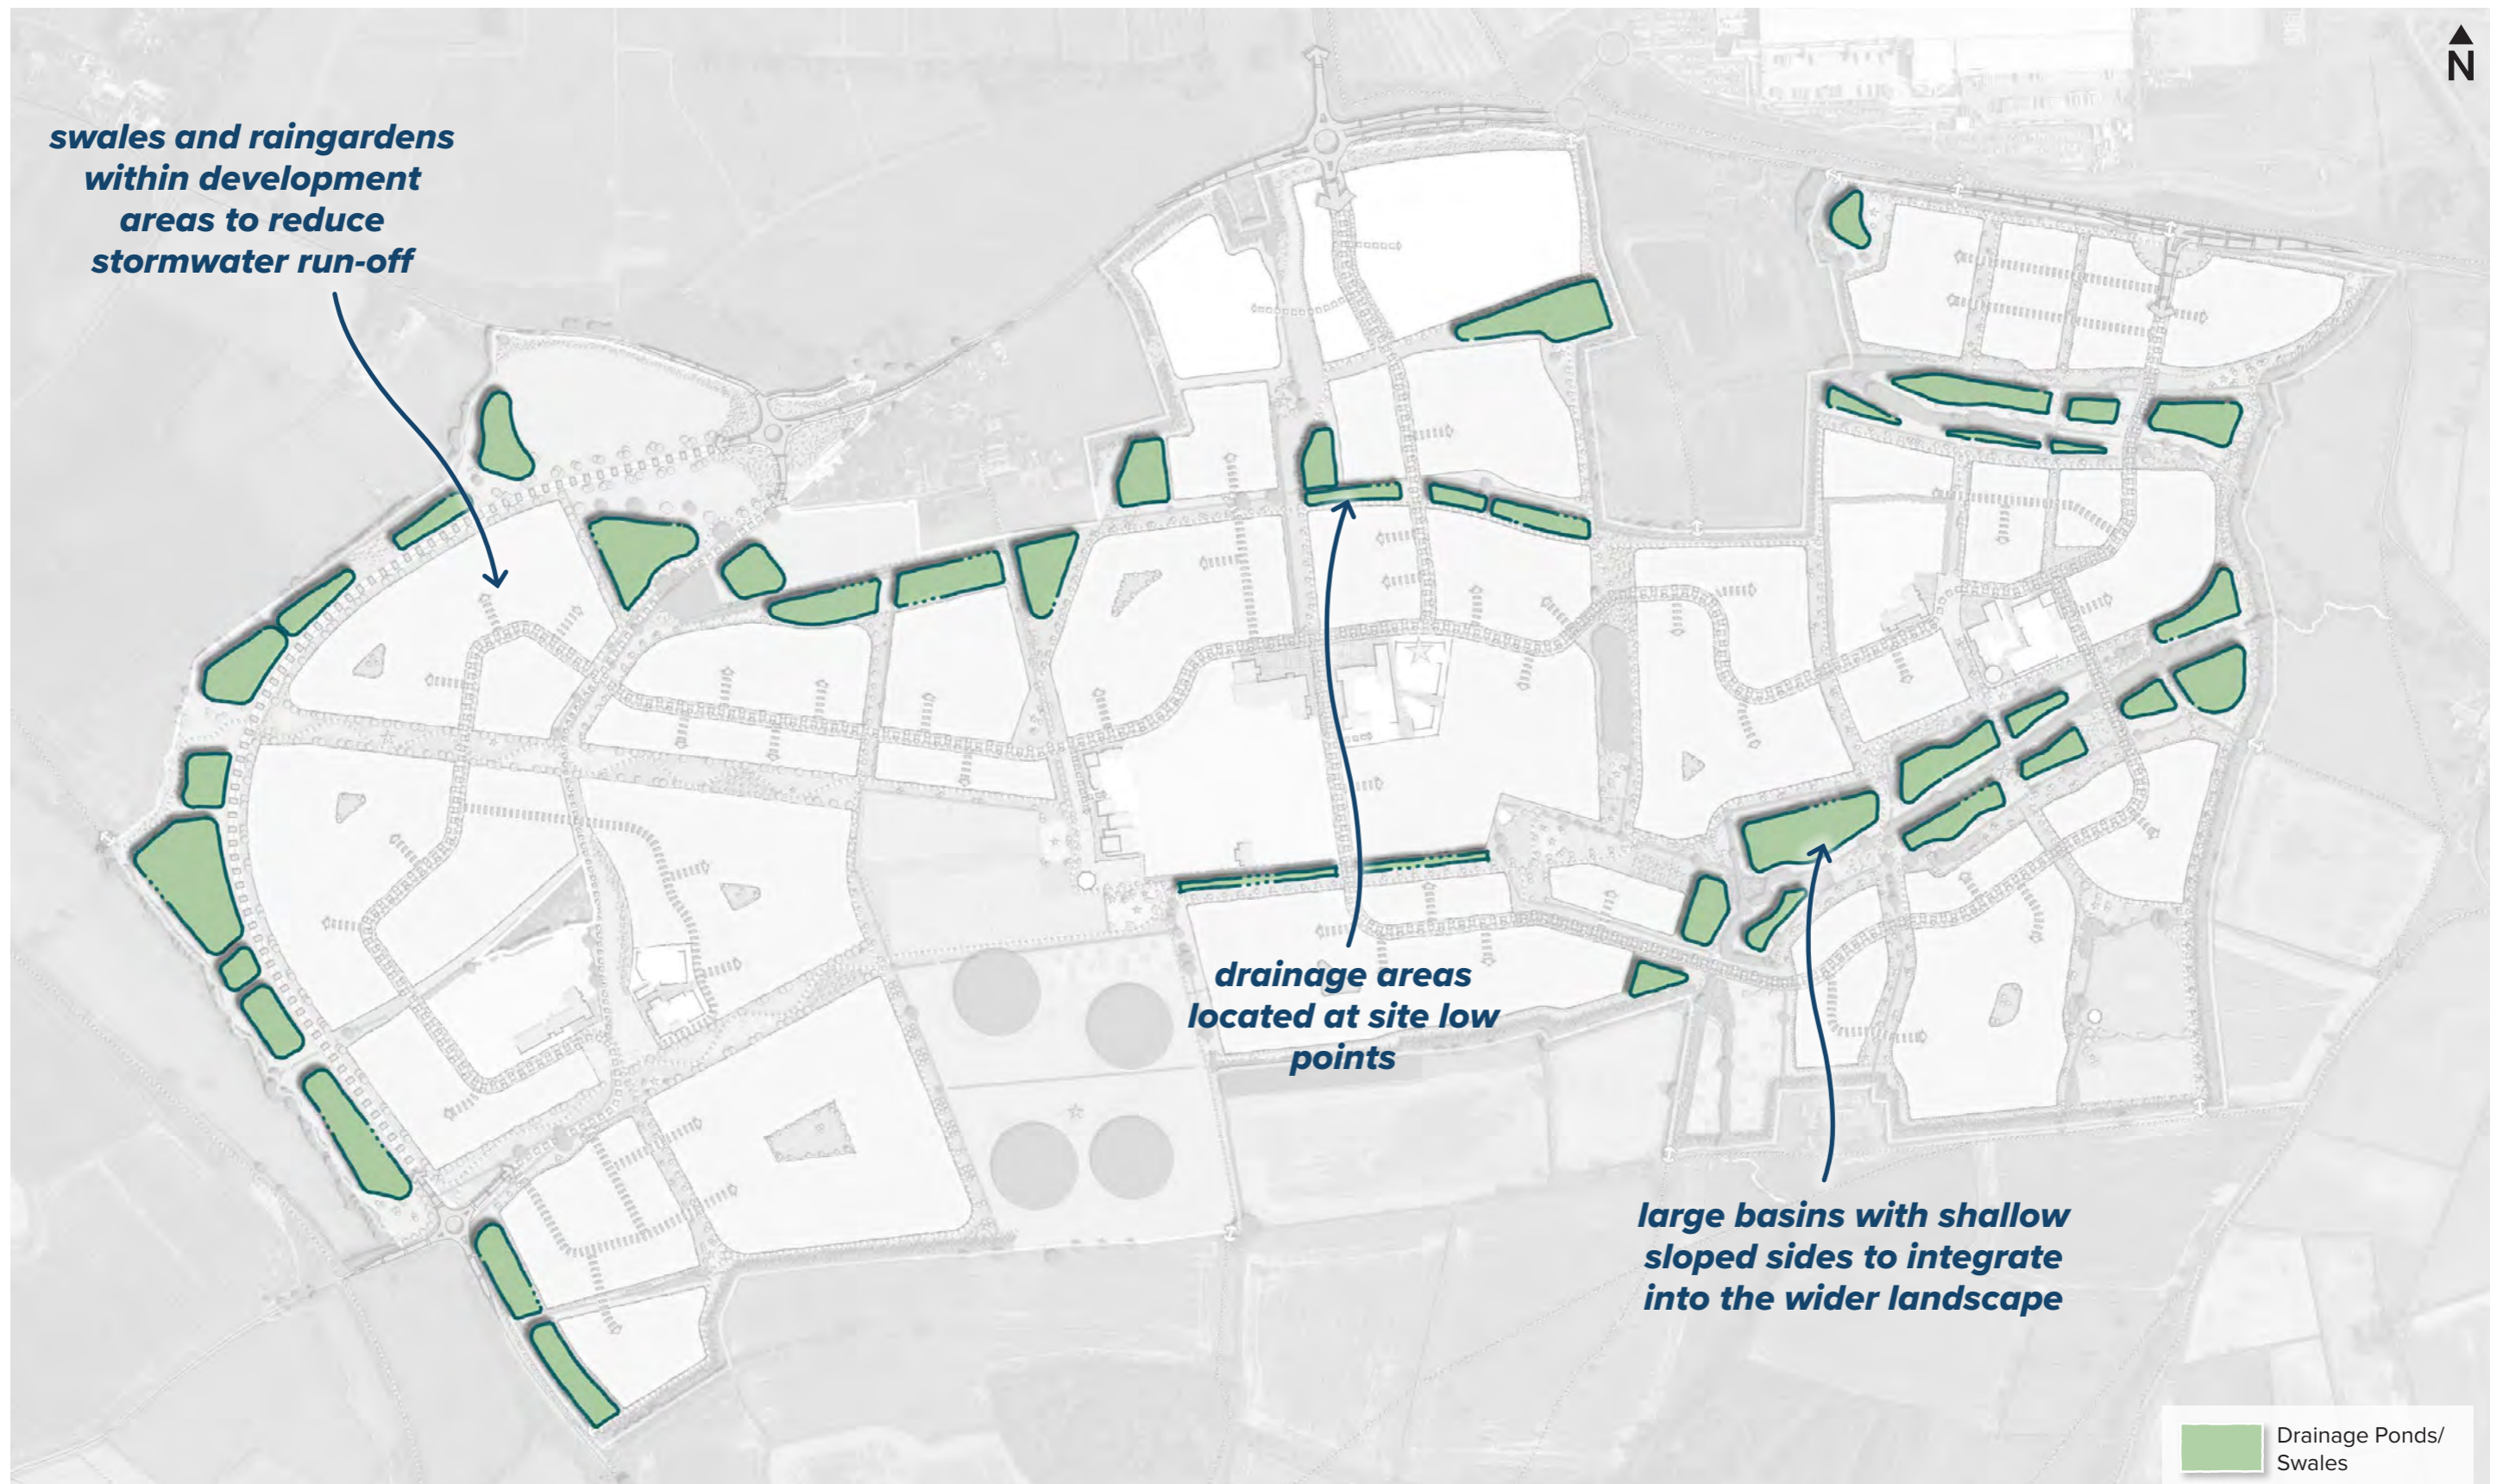 N
swales and raingardens
within development
areas to reduce
stormwater run-off
drainage areas
located at site low
points
large basins with shallow
sloped sides to integrate
into the wider landscape
Drainage Ponds/
Swales